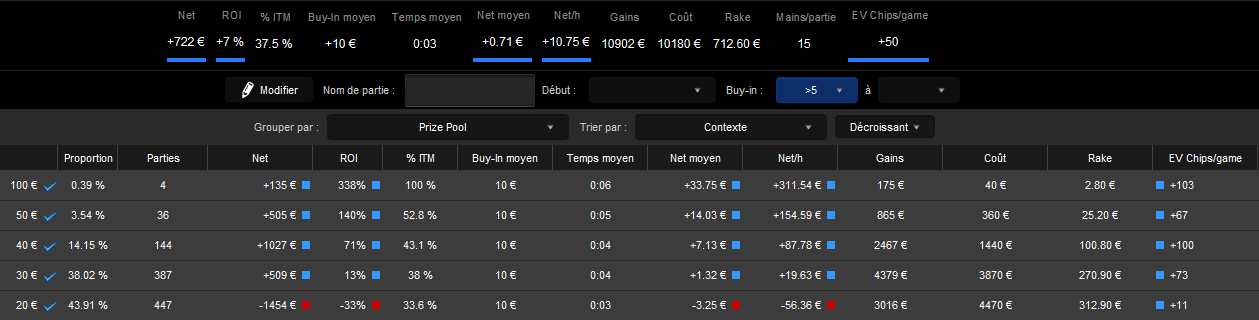 Net ROI % ITM Buy-In moyen Temps moyen Net moyen Net/h Gains Coût Rake Mains/partie EV Chips/game
+722 € +7 % 37.5 % +10 € 0:03 +0.71 € +10.75 € 10902 € 10180 € 712.60 € 15 +50
Modifier Nom de partie : Début : Buy-in : >5 à
Grouper par : Prize Pool Trier par : Contexte Décroissant
Proportion Parties Net ROI % ITM Buy-In moyen Temps moyen Net moyen Net/h Gains Coût Rake EV Chips/game
100 € 0.39 % 4 +135 € 338% 100 % 10 € 0:06 +33.75 € +311.54 € 175 € 40 € 2.80 € +103
50 € 3.54 % 36 +505 € 140% 52.8 % 10 € 0:05 +14.03 € +154.59 € 865 € 360 € 25.20 € +67
40 € 14.15 % 144 +1027 € 71% 43.1 % 10 € 0:04 +7.13 € +87.78 € 2467 € 1440 € 100.80 € +100
30 € 38.02 % 387 +509 € 13% 38 % 10 € 0:04 +1.32 € +19.63 € 4379 € 3870 € 270.90 € +73
20 € 43.91 % 447 -1454 € -33% 33.6 % 10 € 0:03 -3.25 € -56.36 € 3016 € 4470 € 312.90 € +11